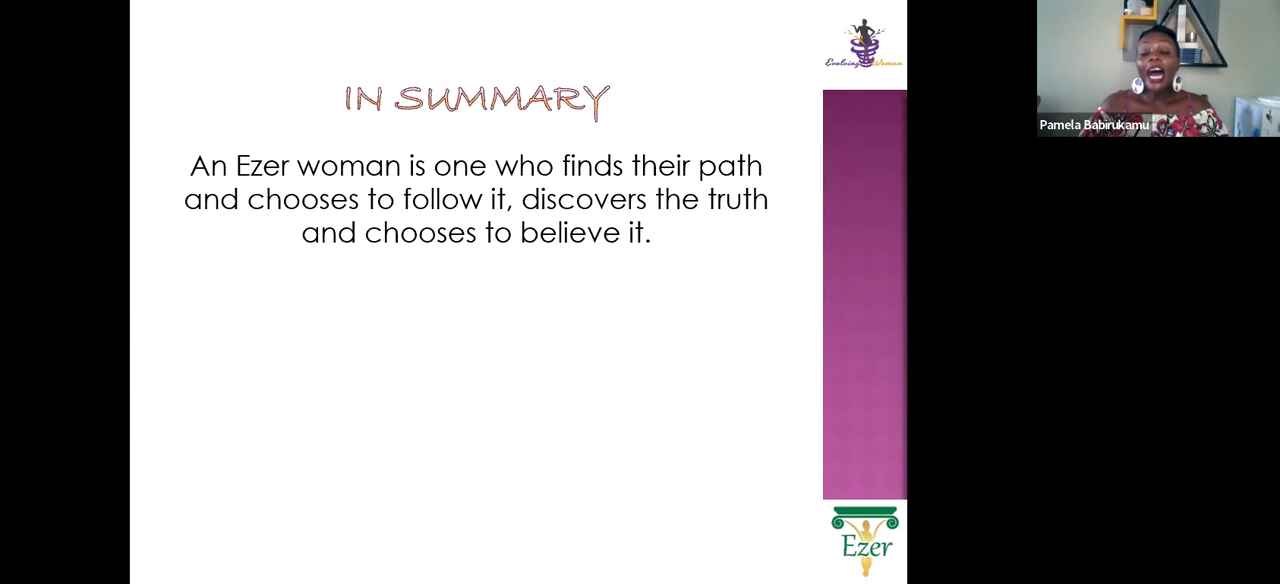 Evolving Woman
IN SUMMARY
An Ezer woman is one who finds their path
and chooses to follow it, discovers the truth
and chooses to believe it.
Pamela Babirukamu
Ezer